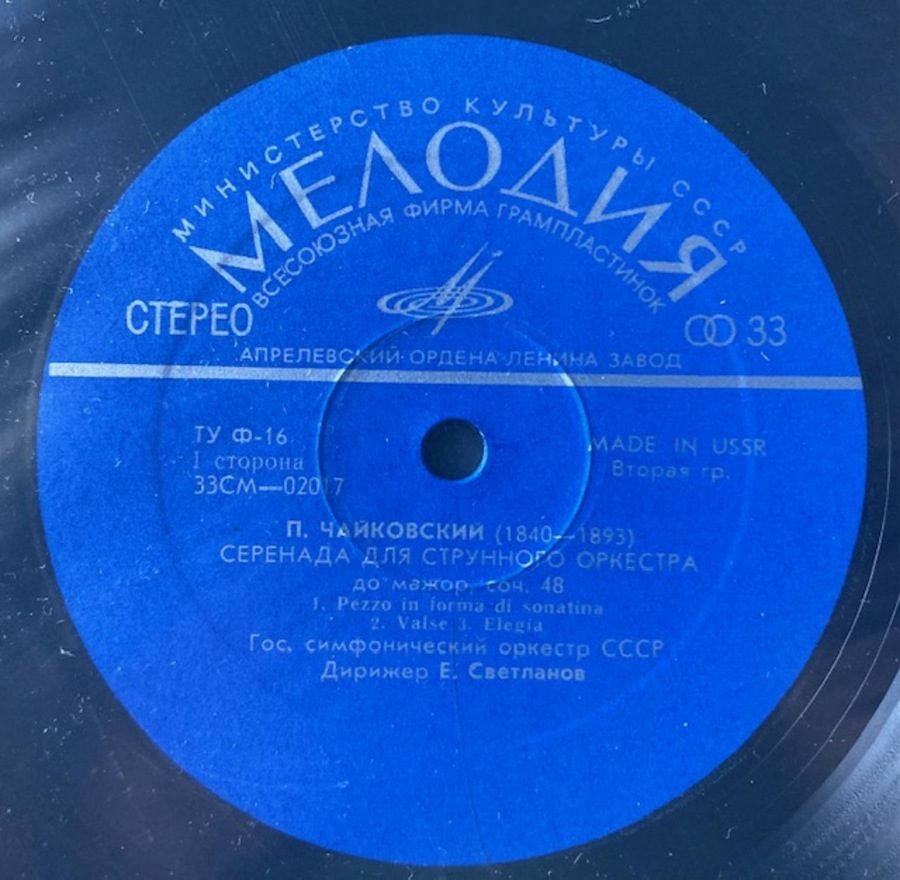 МИНИСТЕРСТВО КУЛЬТУРЫ СССР
МЕЛОДИЯ
ВСЕСОЮЗНАЯ ФИРМА ГРАМПЛАСТИНОК
СТЕРЕО
33
АПРЕЛЕВСКИЙ ОРДЕНА ЛЕНИНА ЗАВОД
ТУ Ф-16
MADE IN USSR
I сторона
Вторая гр.
33СМ—02017
П. ЧАЙКОВСКИЙ (1840—1893)
СЕРЕНАДА ДЛЯ СТРУННОГО ОРКЕСТРА
до мажор, соч. 48
1. Pezzo in forma di sonatina
2. Valse 3. Elegia
Гос. симфонический оркестр СССР
Дирижер Е. Светланов